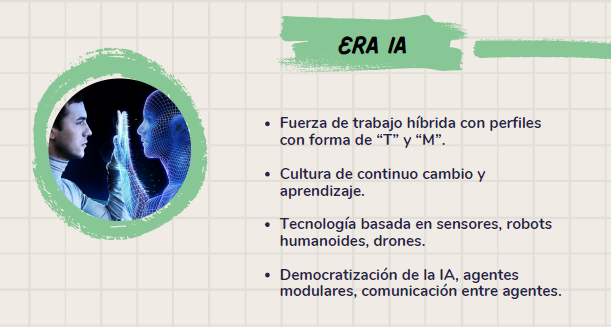 ERA IA
• Fuerza de trabajo híbrida con perfiles
con forma de “T” y “M”.
• Cultura de continuo cambio y
aprendizaje.
• Tecnología basada en sensores, robots
humanoides, drones.
• Democratización de la IA, agentes
modulares, comunicación entre agentes.